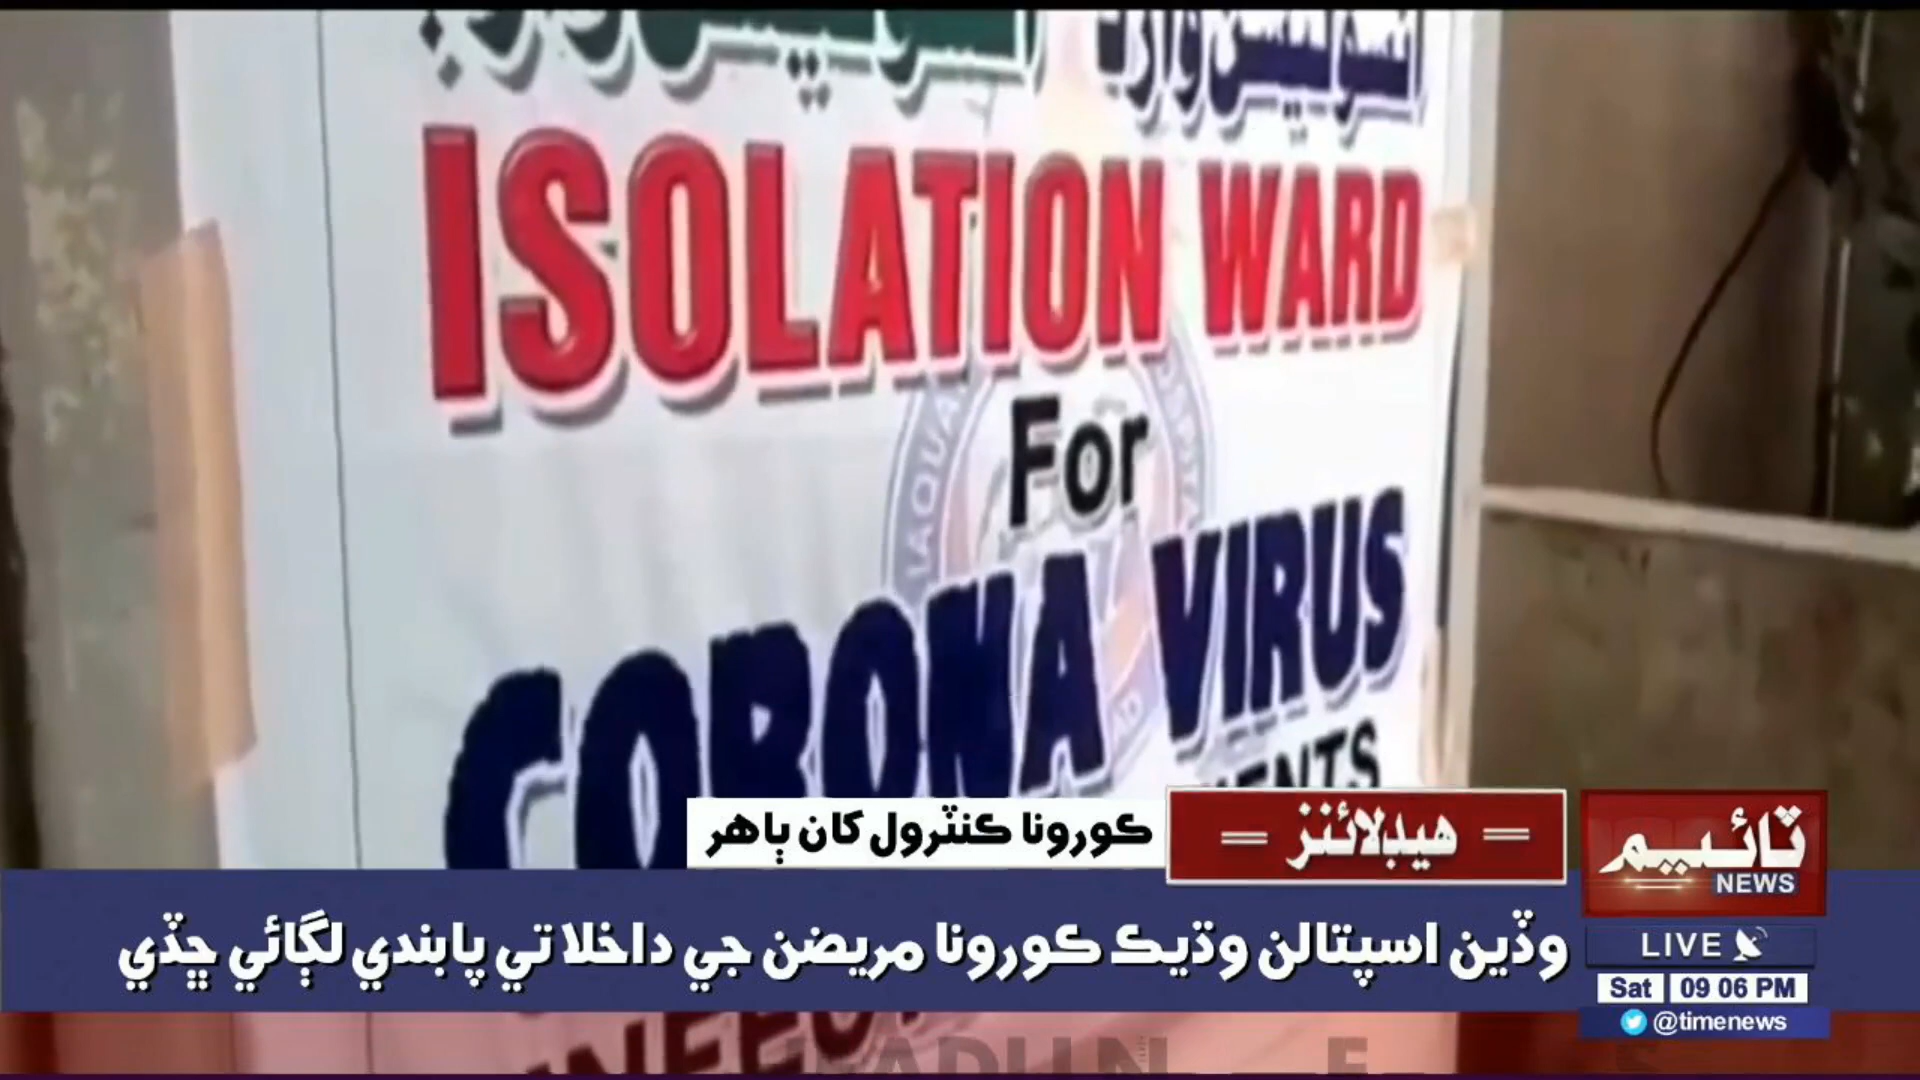 ISOLATION WARD
For
CORONA VIRUS
ڪورونا ڪنٽرول کان ٻاهر
هيڊلائنز
ٽائيم
NEWS
وڏين اسپتالن وڌيڪ ڪورونا مريضن جي داخلا تي پابندي لڳائي ڇڏي
LIVE
Sat 09 06 PM
@timenews